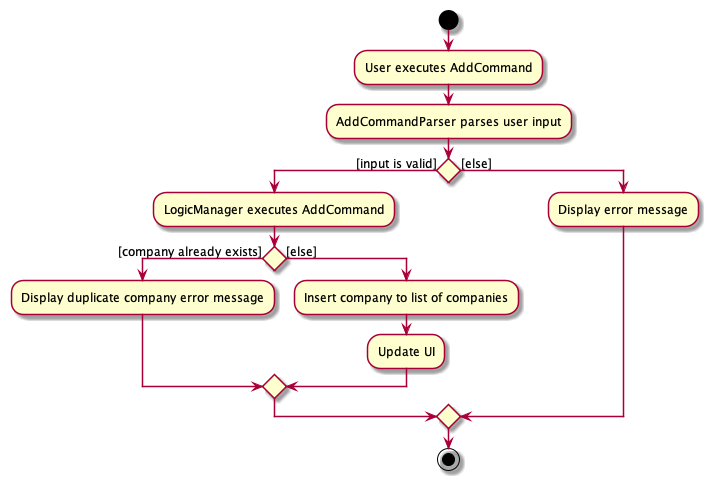 User executes AddCommand
AddCommandParser parses user input
[input is valid]
[else]
LogicManager executes AddCommand
Display error message
[company already exists]
[else]
Display duplicate company error message
Insert company to list of companies
Update UI